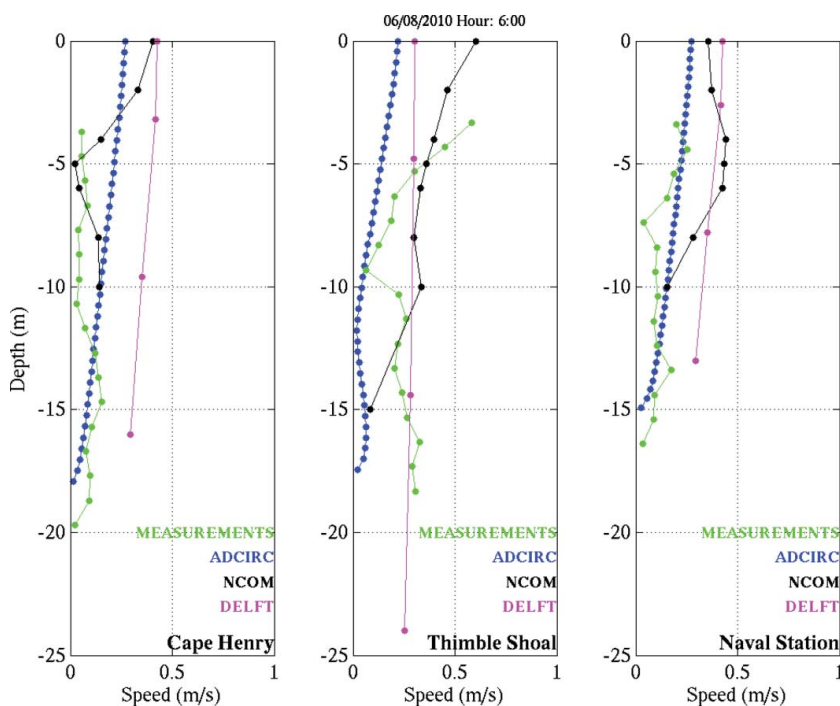 06/08/2010 Hour: 6:00
Depth (m)
0
-5
-10
-15
-20
-25
MEASUREMENTS
ADCIRC
NCOM
DELFT
Cape Henry
0
0.5
1
Speed (m/s)
0
-5
-10
-15
-20
-25
MEASUREMENTS
ADCIRC
NCOM
DELFT
Thimble Shoal
0
0.5
1
Speed (m/s)
0
-5
-10
-15
-20
-25
MEASUREMENTS
ADCIRC
NCOM
DELFT
Naval Station
0
0.5
1
Speed (m/s)